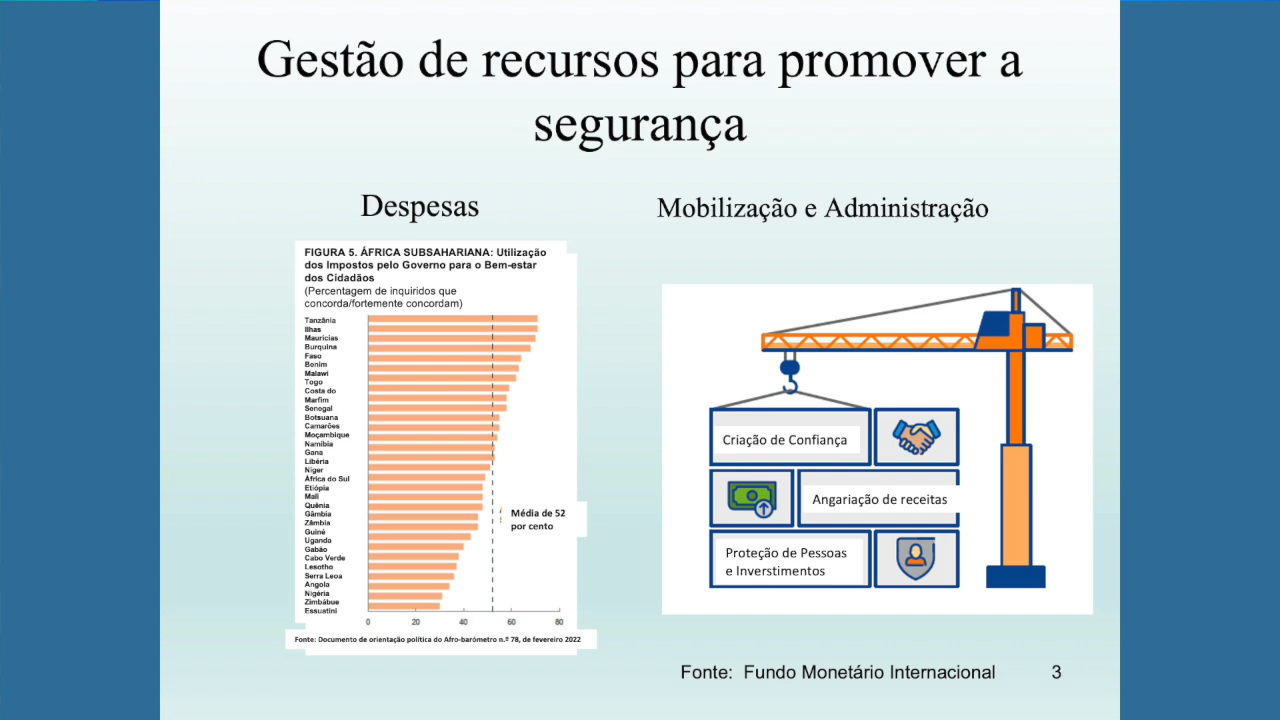 Gestão de recursos para promover a
segurança
Despesas
Mobilização e Administração
FIGURA 5. ÁFRICA SUBSAHARIANA: Utilização
dos Impostos pelo Governo para o Bem-estar
dos Cidadãos
(Percentagem de inquiridos que
concorda/fortemente concordam)
Tanzânia
Ilhas
Maurícias
Burquina
Faso
Benim
Malawi
Togo
Costa do
Marfim
Senegal
Botsuana
Camarões
Moçambique
Namíbia
Gana
Libéria
Niger
África do Sul
Etiópia
Mali
Quênia
Gâmbia
Zâmbia
Guiné
Uganda
Gabão
Cabo Verde
Lesotho
Serra Leoa
Angola
Nigéria
Zimbábue
Essuatini
Média de 52
por cento
0 20 40 60 80
Fonte: Documento de orientação política do Afro-barómetro n.º 78, de fevereiro 2022
Criação de Confiança
Angariação de receitas
Proteção de Pessoas
e Inverstimentos
Fonte: Fundo Monetário Internacional
3